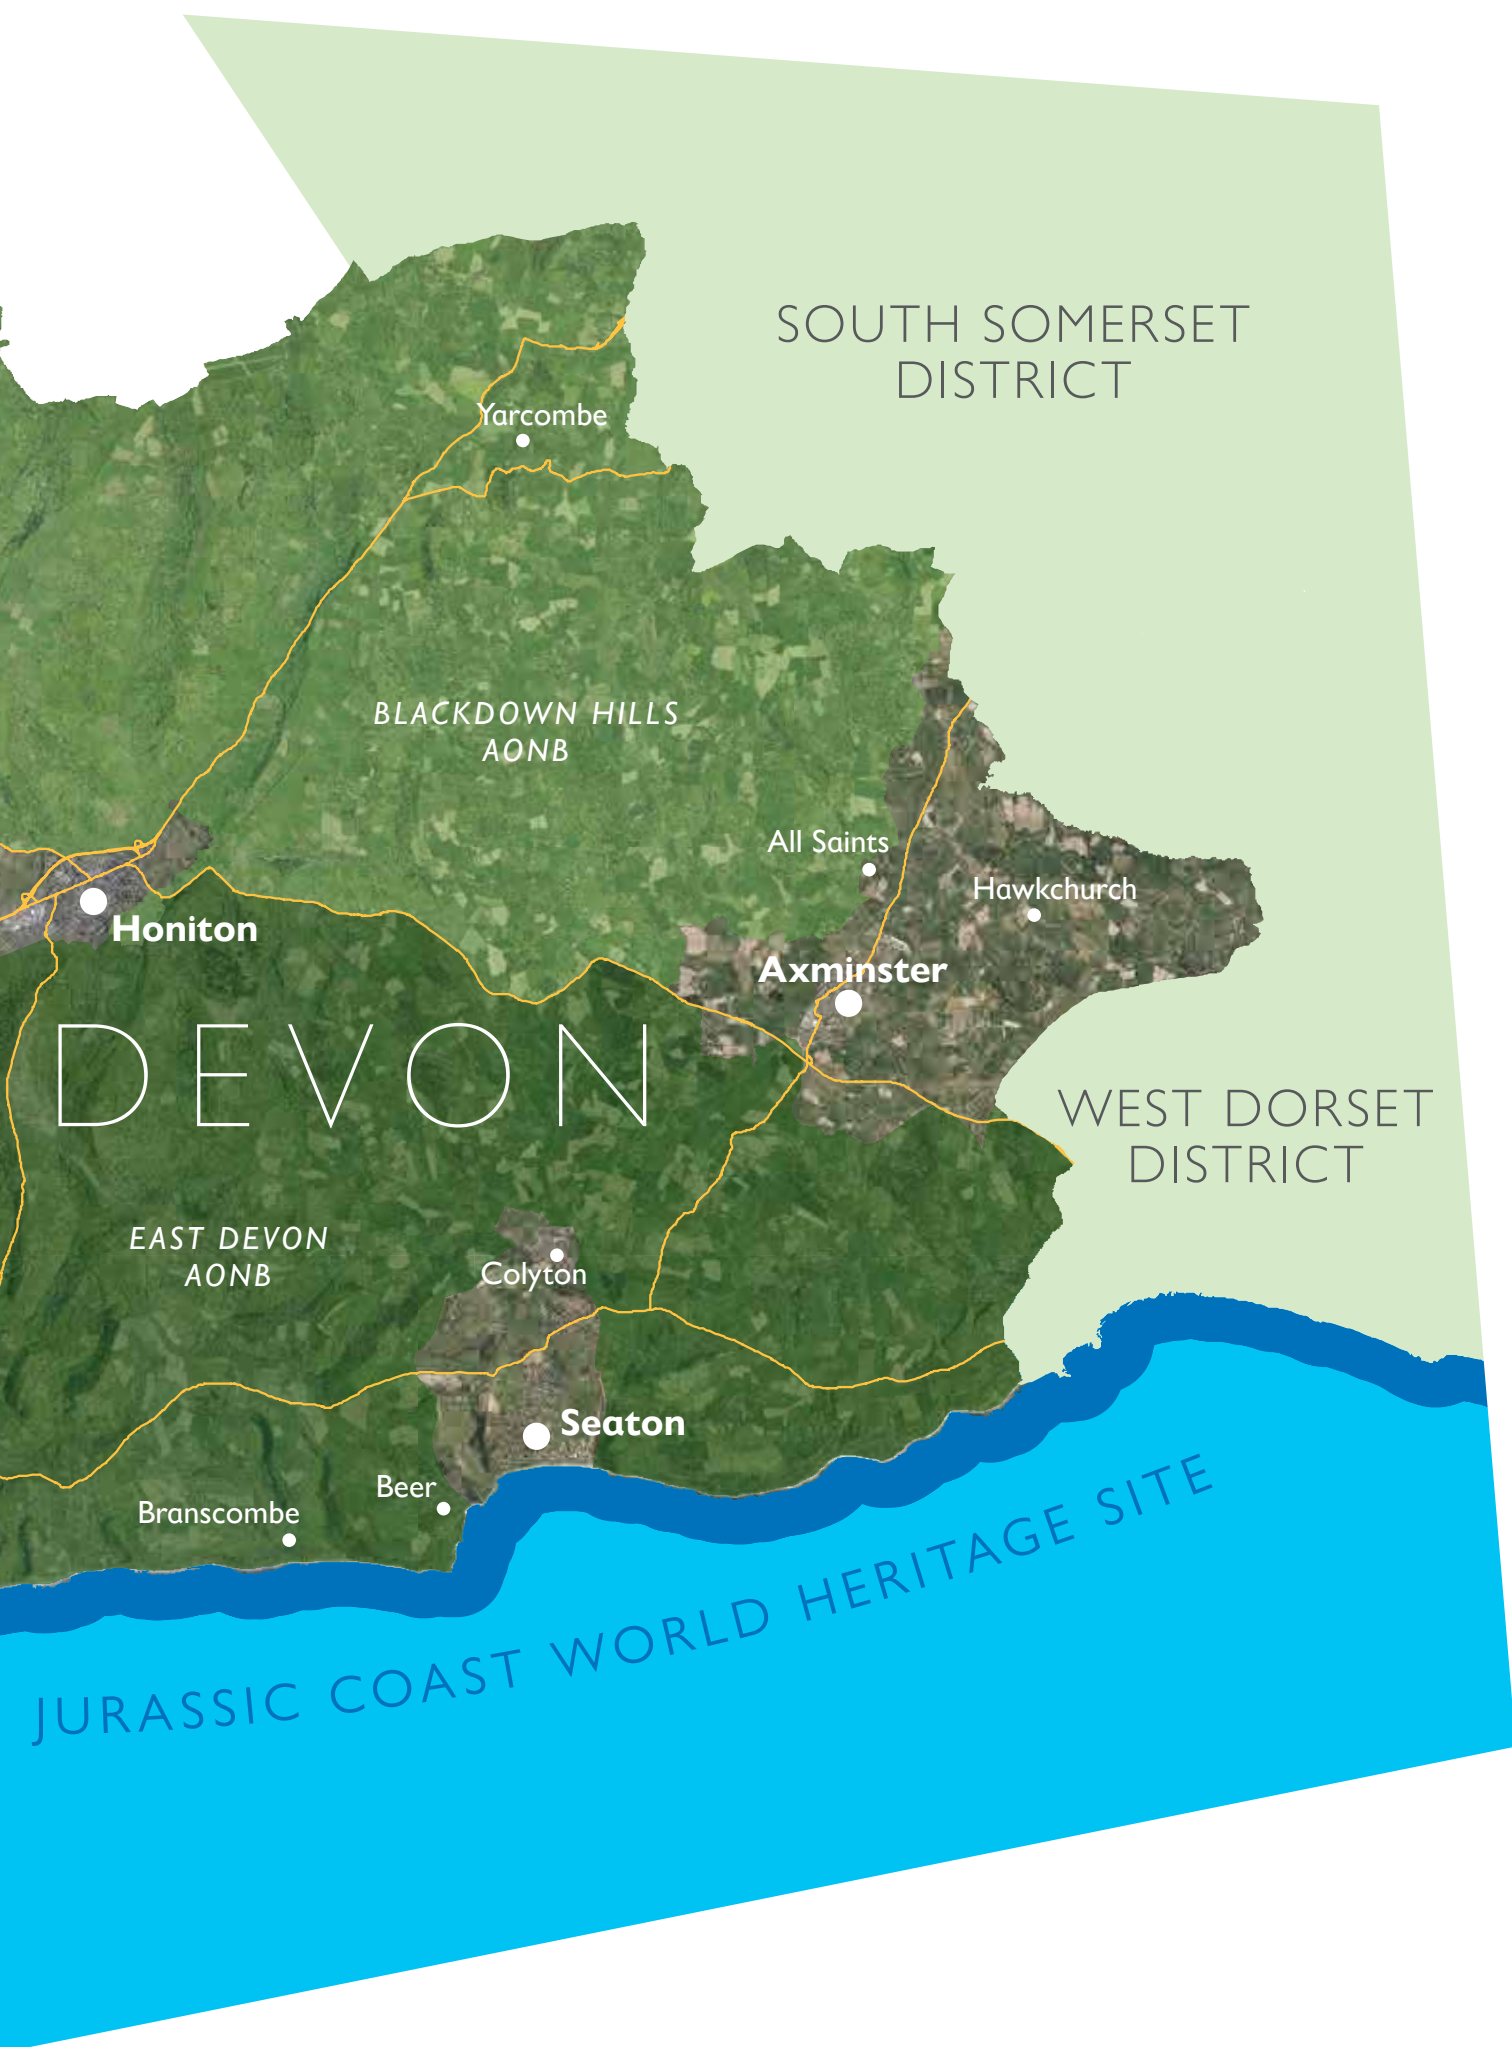 SOUTH SOMERSET
DISTRICT
Yarcombe
BLACKDOWN HILLS
AONB
All Saints
Hawkchurch
Honiton
Axminster
DEVON
WEST DORSET
DISTRICT
EAST DEVON
AONB
Colyton
Seaton
Beer
Branscombe
JURASSIC COAST WORLD HERITAGE SITE